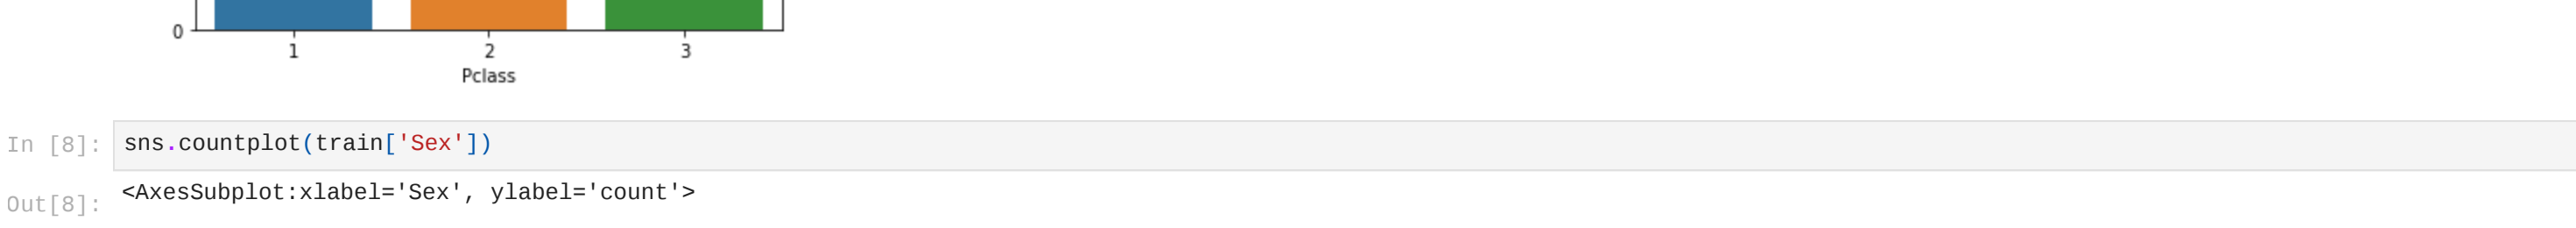 0
1 2 3
Pclass
In [8]: sns.countplot(train['Sex'])
<AxesSubplot:xlabel='Sex', ylabel='count'>
Out[8]: